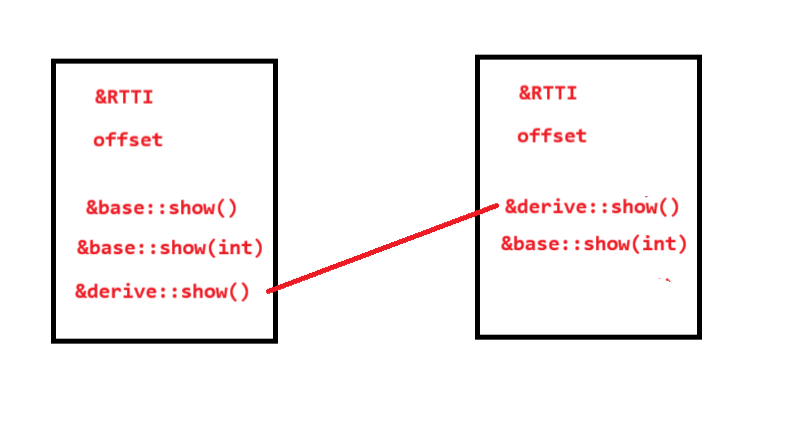 &RTTI
offset
&base::show()
&base::show(int)
&derive::show()
&RTTI
offset
&derive::show()
&base::show(int)